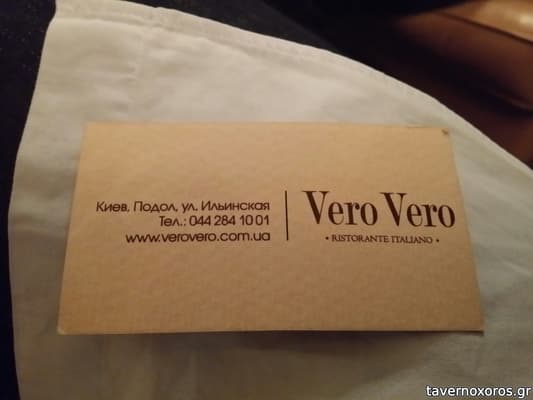 Киев, Подол, ул. Ильинская
Тел.: 044 284 10 01
www.verovero.com.ua
Vero Vero
• RISTORANTE ITALIANO •
tavernoxoros.gr